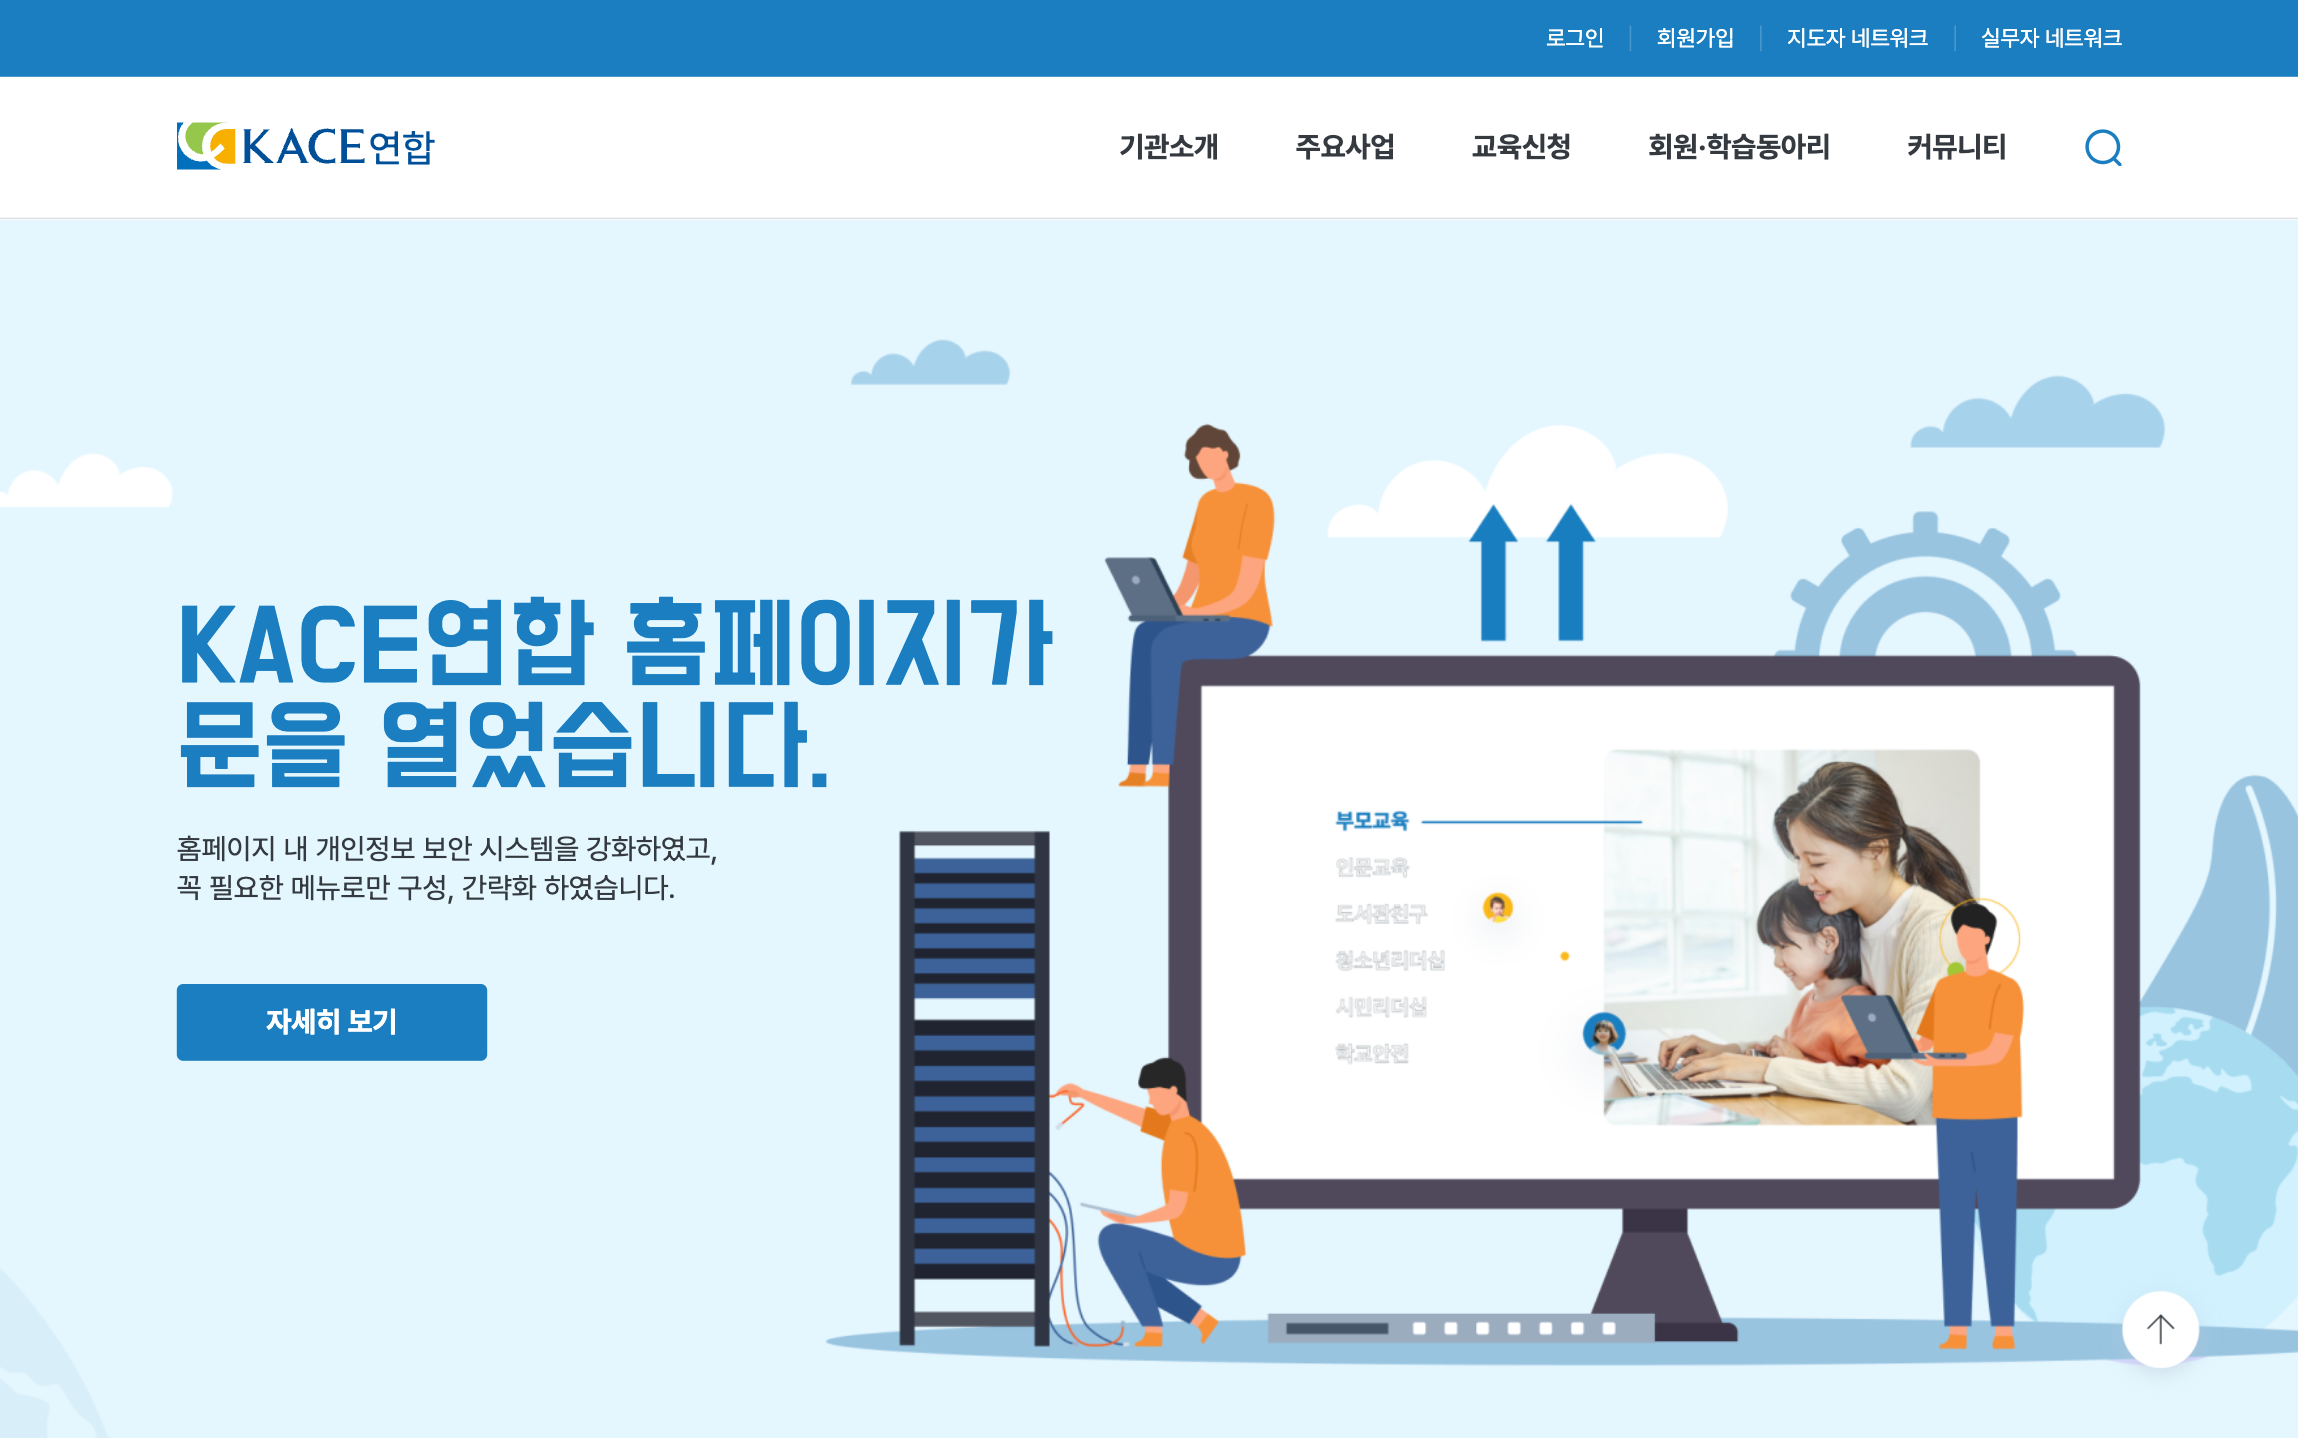 로그인
회원가입
지도자 네트워크
실무자 네트워크
KACE연합
기관소개
주요사업
교육신청
회원·학습동아리
커뮤니티
KACE연합 홈페이지가
문을 열었습니다.
홈페이지 내 개인정보 보안 시스템을 강화하였고,
꼭 필요한 메뉴로만 구성, 간략화 하였습니다.
자세히 보기
부모교육
인문교육
도서관친구
청소년리더십
시민리더십
학교안전